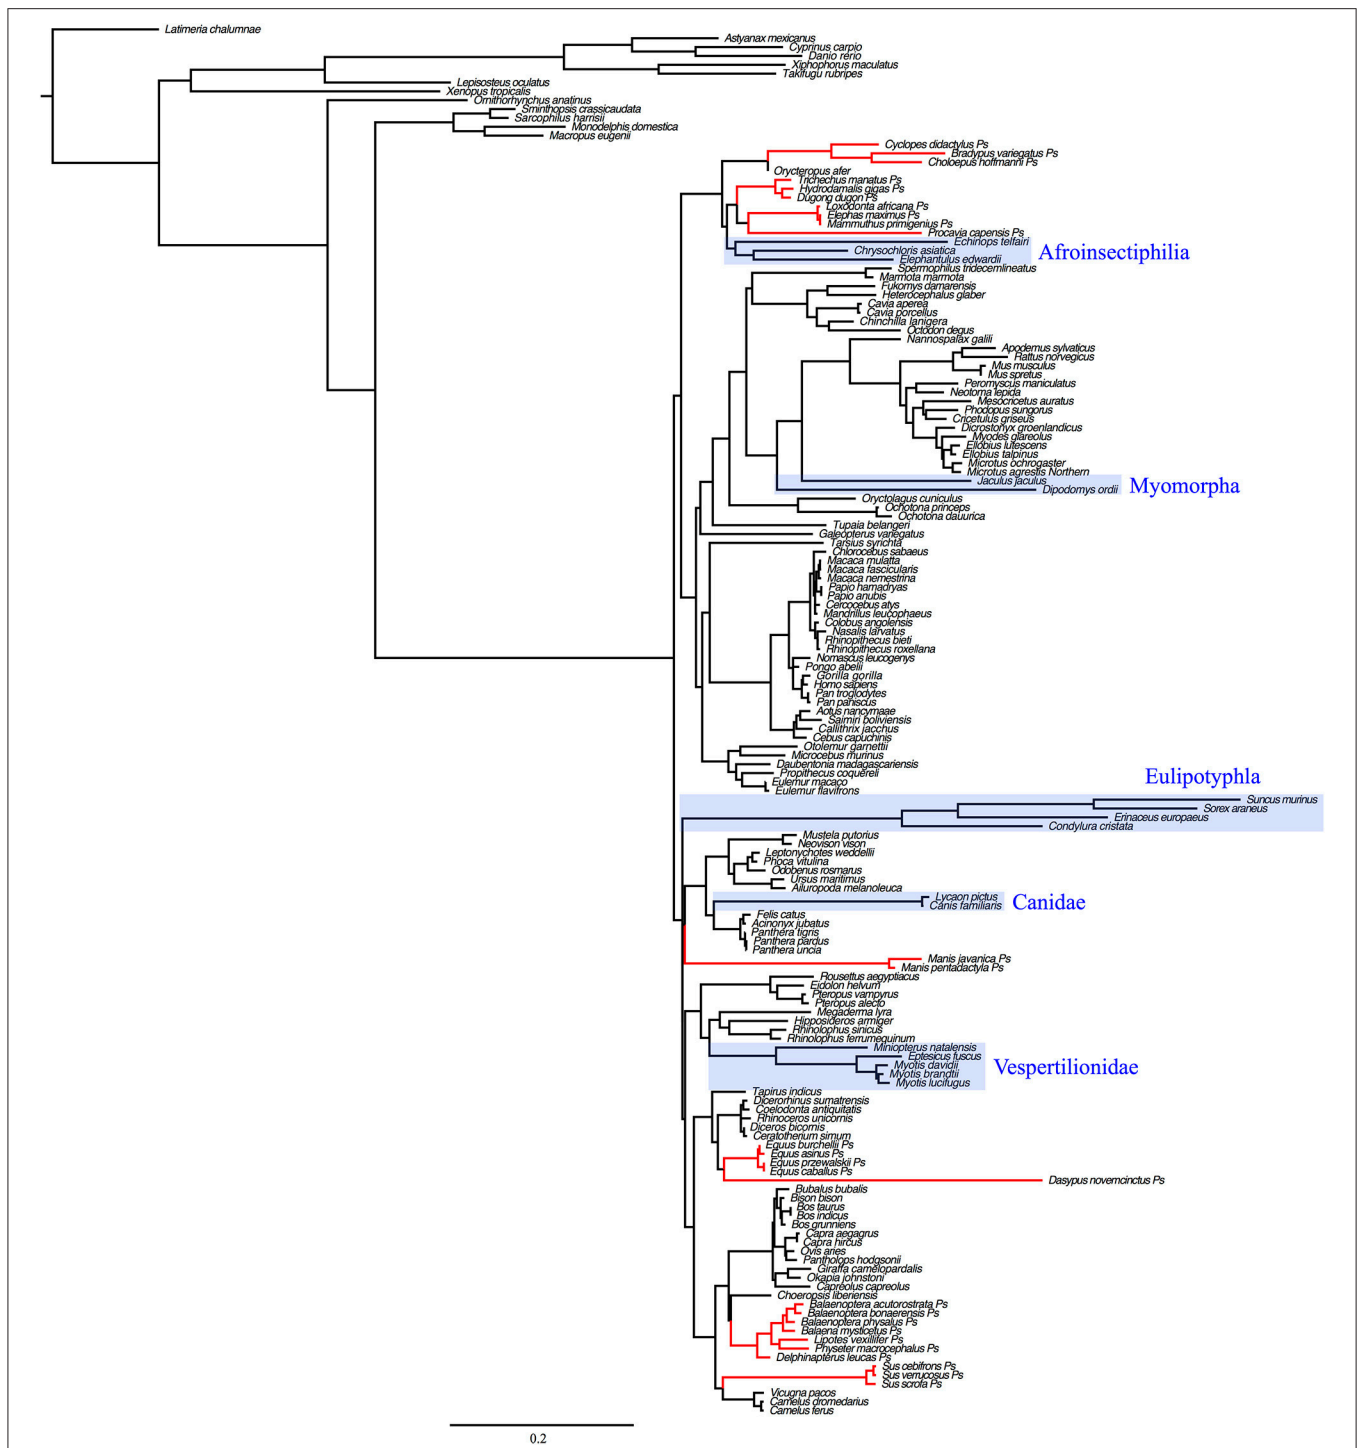 Latimeria chalumnae
Astyanax mexicanus
Cyprinus carpio
Danio rerio
Xiphophorus maculatus
Takifugu rubripes
Lepisosteus oculatus
Xenopus tropicalis
Ornithorhynchus anatinus
Sminthopsis crassicaudata
Sarcophilus harrisii
Monodelphis domestica
Macropus eugenii
Cyclopes didactylus Ps
Bradypus variegatus Ps
Choloepus hoffmanni Ps
Orycteropus afer
Trichechus manatus Ps
Hydrodamalis gigas Ps
Dugong dugon Ps
Loxodonta africana Ps
Elephas maximus Ps
Mammuthus primigenius Ps
Procavia capensis Ps
Echinops telfairi
Chrysochloris asiatica
Afroinsectiphilia
Elephantulus edwardii
Spermophilus tridecemlineatus
Marmota marmota
Fukomys damarensis
Heterocephalus glaber
Cavia aperea
Cavia porcellus
Chinchilla lanigera
Octodon degus
Nannospalax galili
Apodemus sylvaticus
Rattus norvegicus
Mus musculus
Mus spretus
Peromyscus maniculatus
Neotoma lepida
Mesocricetus auratus
Phodopus sungorus
Cricetulus griseus
Dicrostonyx groenlandicus
Myodes glareolus
Ellobius lutescens
Ellobius talpinus
Microtus ochrogaster
Microtus agrestis Northern
Jaculus jaculus
Myomorpha
Dipodomys ordii
Oryctolagus cuniculus
Ochotona princeps
Ochotona dauurica
Tupaia belangeri
Galeopterus variegatus
Tarsius syrichta
Chlorocebus sabaeus
Macaca mulatta
Macaca fascicularis
Macaca nemestrina
Papio hamadryas
Papio anubis
Cercocebus atys
Mandrillus leucophaeus
Colobus angolensis
Nasalis larvatus
Rhinopithecus bieti
Rhinopithecus roxellana
Nomascus leucogenys
Pongo abelii
Gorilla gorilla
Homo sapiens
Pan troglodytes
Pan paniscus
Aotus nancymaae
Saimiri boliviensis
Callithrix jacchus
Cebus capuchinis
Otolemur garnettii
Microcebus murinus
Daubentonia madagascariensis
Propithecus coquereli
Eulemur macaco
Eulemur flavifrons
Eulipotyphla
Suncus murinus
Sorex araneus
Erinaceus europaeus
Condylura cristata
Mustela putorius
Neovison vison
Leptonychotes weddellii
Phoca vitulina
Odobenus rosmarus
Ursus maritimus
Ailuropoda melanoleuca
Lycaon pictus
Canidae
Canis familiaris
Felis catus
Acinonyx jubatus
Panthera tigris
Panthera pardus
Panthera uncia
Manis javanica Ps
Manis pentadactyla Ps
Rousettus aegyptiacus
Eidolon helvum
Pteropus vampyrus
Pteropus alecto
Megaderma lyra
Hipposideros armiger
Rhinolophus sinicus
Rhinolophus ferrumequinum
Miniopterus natalensis
Eptesicus fuscus
Myotis davidii
Vespertilionidae
Myotis brandtii
Myotis lucifugus
Tapirus indicus
Dicerorhinus sumatrensis
Coelodonta antiquitatis
Rhinoceros unicornis
Diceros bicornis
Ceratotherium simum
Equus burchellii Ps
Equus asinus Ps
Equus przewalskii Ps
Equus caballus Ps
Dasypus novemcinctus Ps
Bubalus bubalis
Bison bison
Bos taurus
Bos indicus
Bos grunniens
Capra aegagrus
Capra hircus
Ovis aries
Pantholops hodgsonii
Giraffa camelopardalis
Okapia johnstoni
Capreolus capreolus
Choeropsis liberiensis
Balaenoptera acutorostrata Ps
Balaenoptera bonaerensis Ps
Balaenoptera physalus Ps
Balaena mysticetus Ps
Lipotes vexillifer Ps
Physeter macrocephalus Ps
Delphinapterus leucas Ps
Sus cebifrons Ps
Sus verrucosus Ps
Sus scrofa Ps
Vicugna pacos
Camelus dromedarius
Camelus ferus
0.2